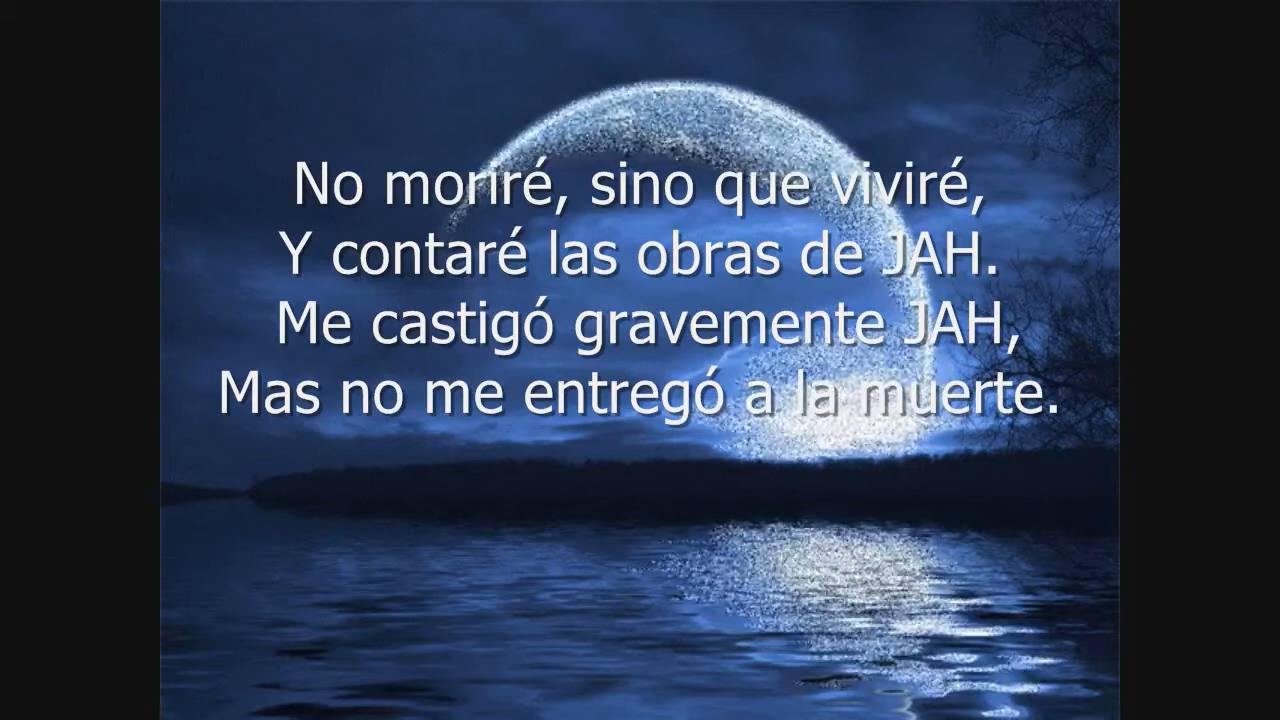 No moriré, sino que viviré,
Y contaré las obras de JAH.
Me castigó gravemente JAH,
Mas no me entregó a la muerte.